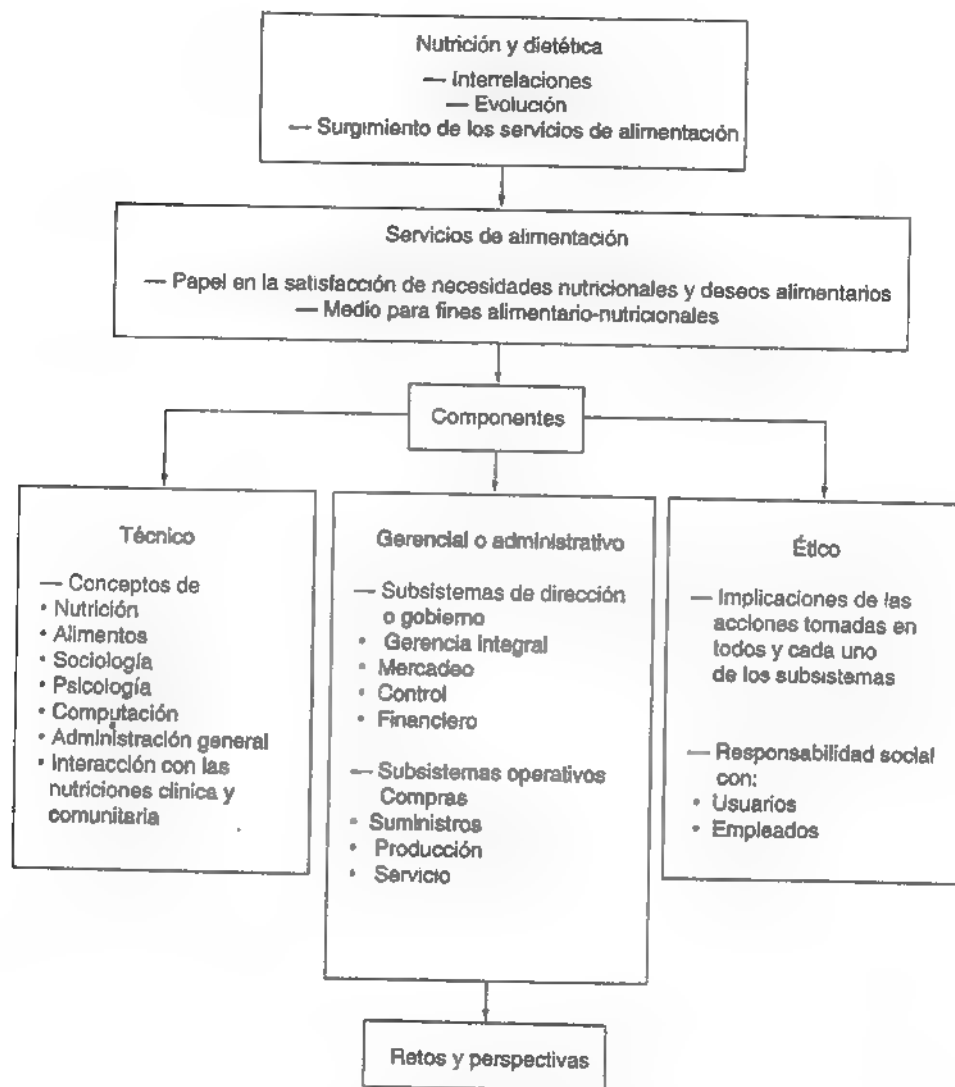 Nutrición y dietética
— Interrelaciones
— Evolución
— Surgimiento de los servicios de alimentación
Servicios de alimentación
— Papel en la satisfacción de necesidades nutricionales y deseos alimentarios
— Medio para fines alimentario-nutricionales
Componentes
Técnico
— Conceptos de
• Nutrición
• Alimentos
• Sociología
• Psicología
• Computación
• Administración general
• Interacción con las
nutriciones clínica y
comunitaria
Gerencial o administrativo
— Subsistemas de dirección
o gobierno
• Gerencia integral
• Mercadeo
• Control
• Financiero
— Subsistemas operativos
Compras
• Suministros
• Producción
• Servicio
Ético
— Implicaciones de las
acciones tomadas en
todos y cada uno
de los subsistemas
— Responsabilidad social
con:
• Usuarios
• Empleados
Retos y perspectivas